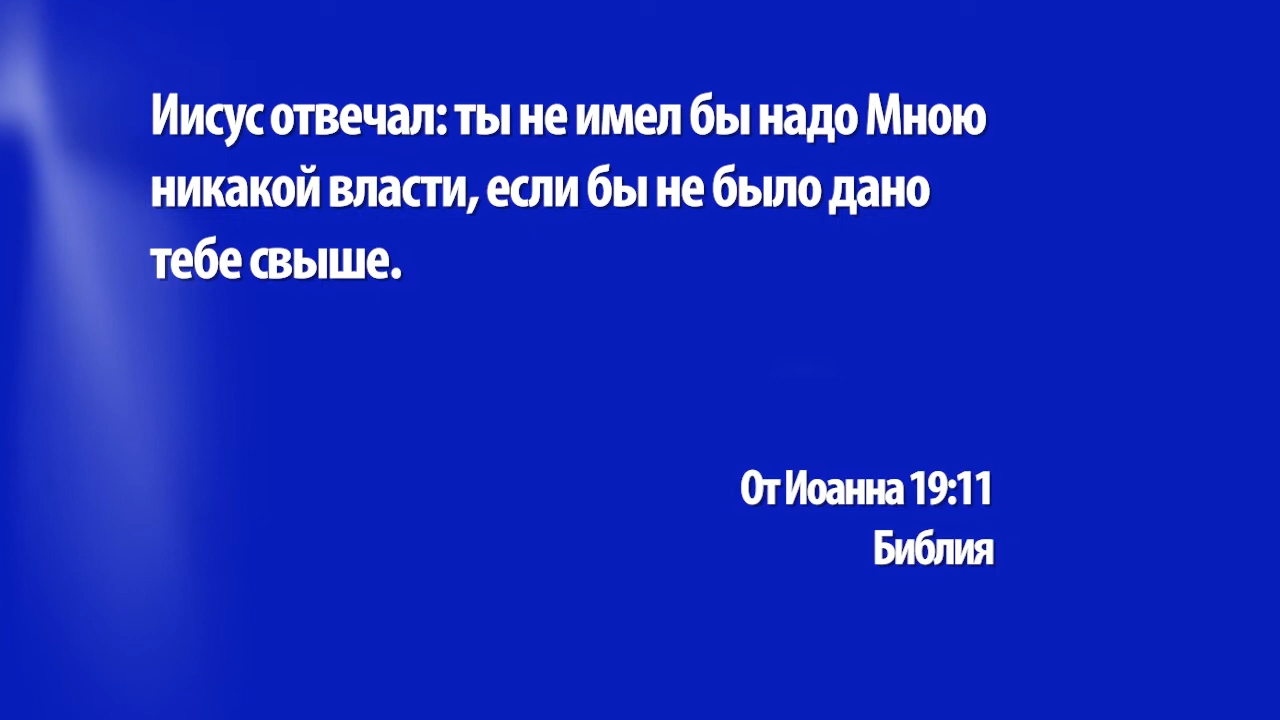 Иисус отвечал: ты не имел бы надо Мною
никакой власти, если бы не было дано
тебе свыше.
От Иоанна 19:11
Библия